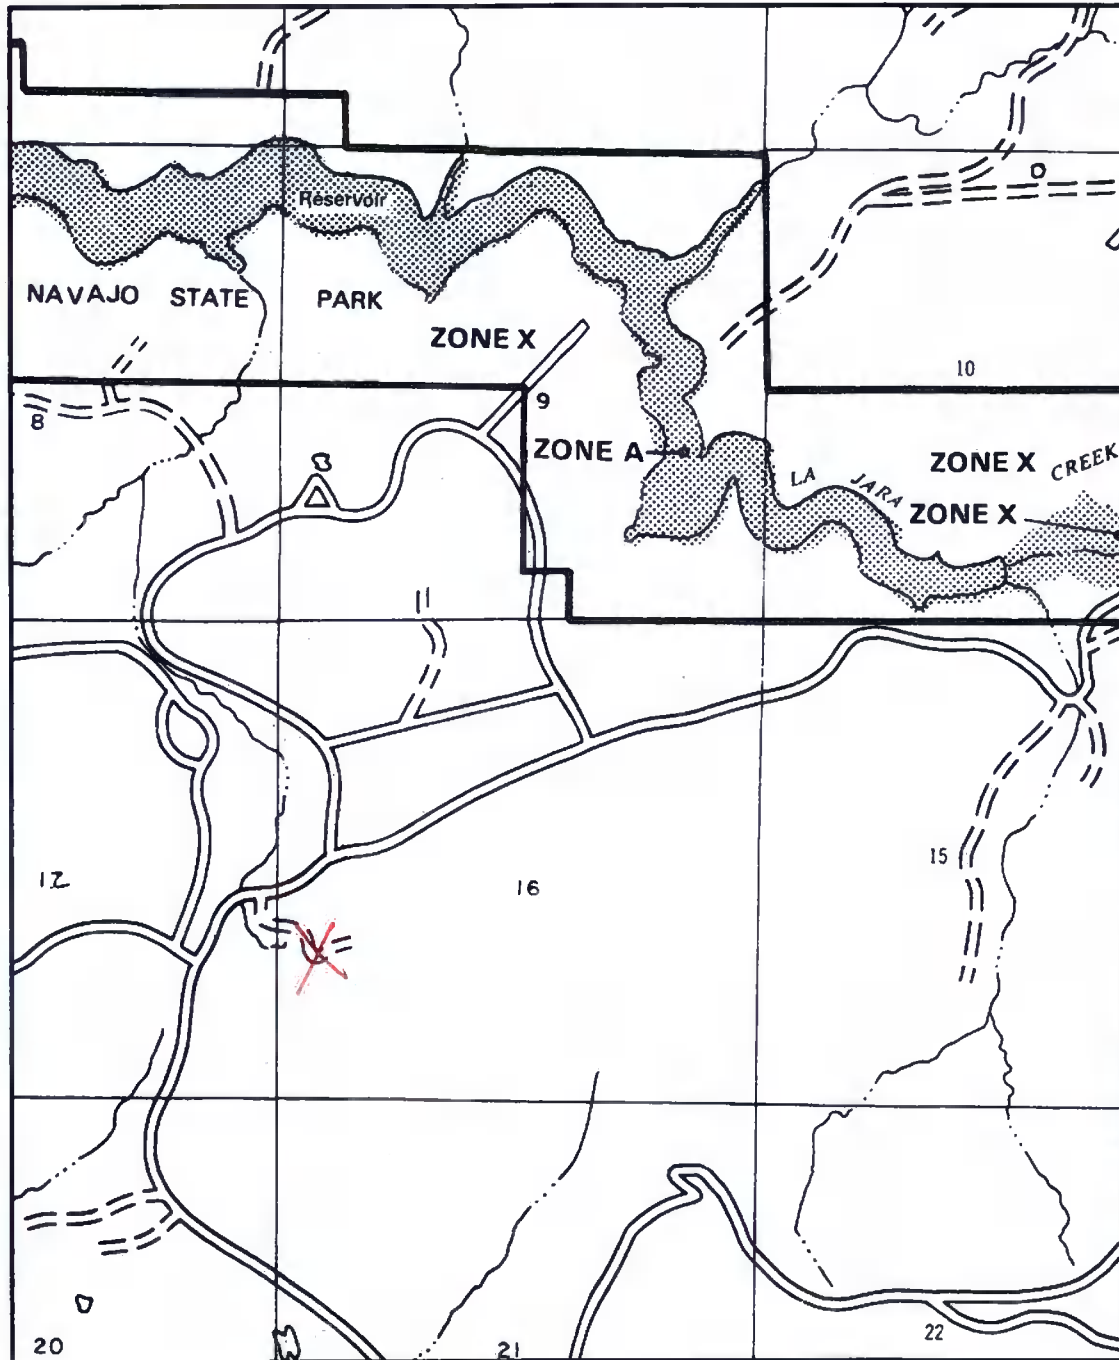 Reservoir
NAVAJO STATE PARK
ZONE X
10
8
9
ZONE A
LA JARA CREEK
ZONE X
ZONE X
12
16
15
20
21
22